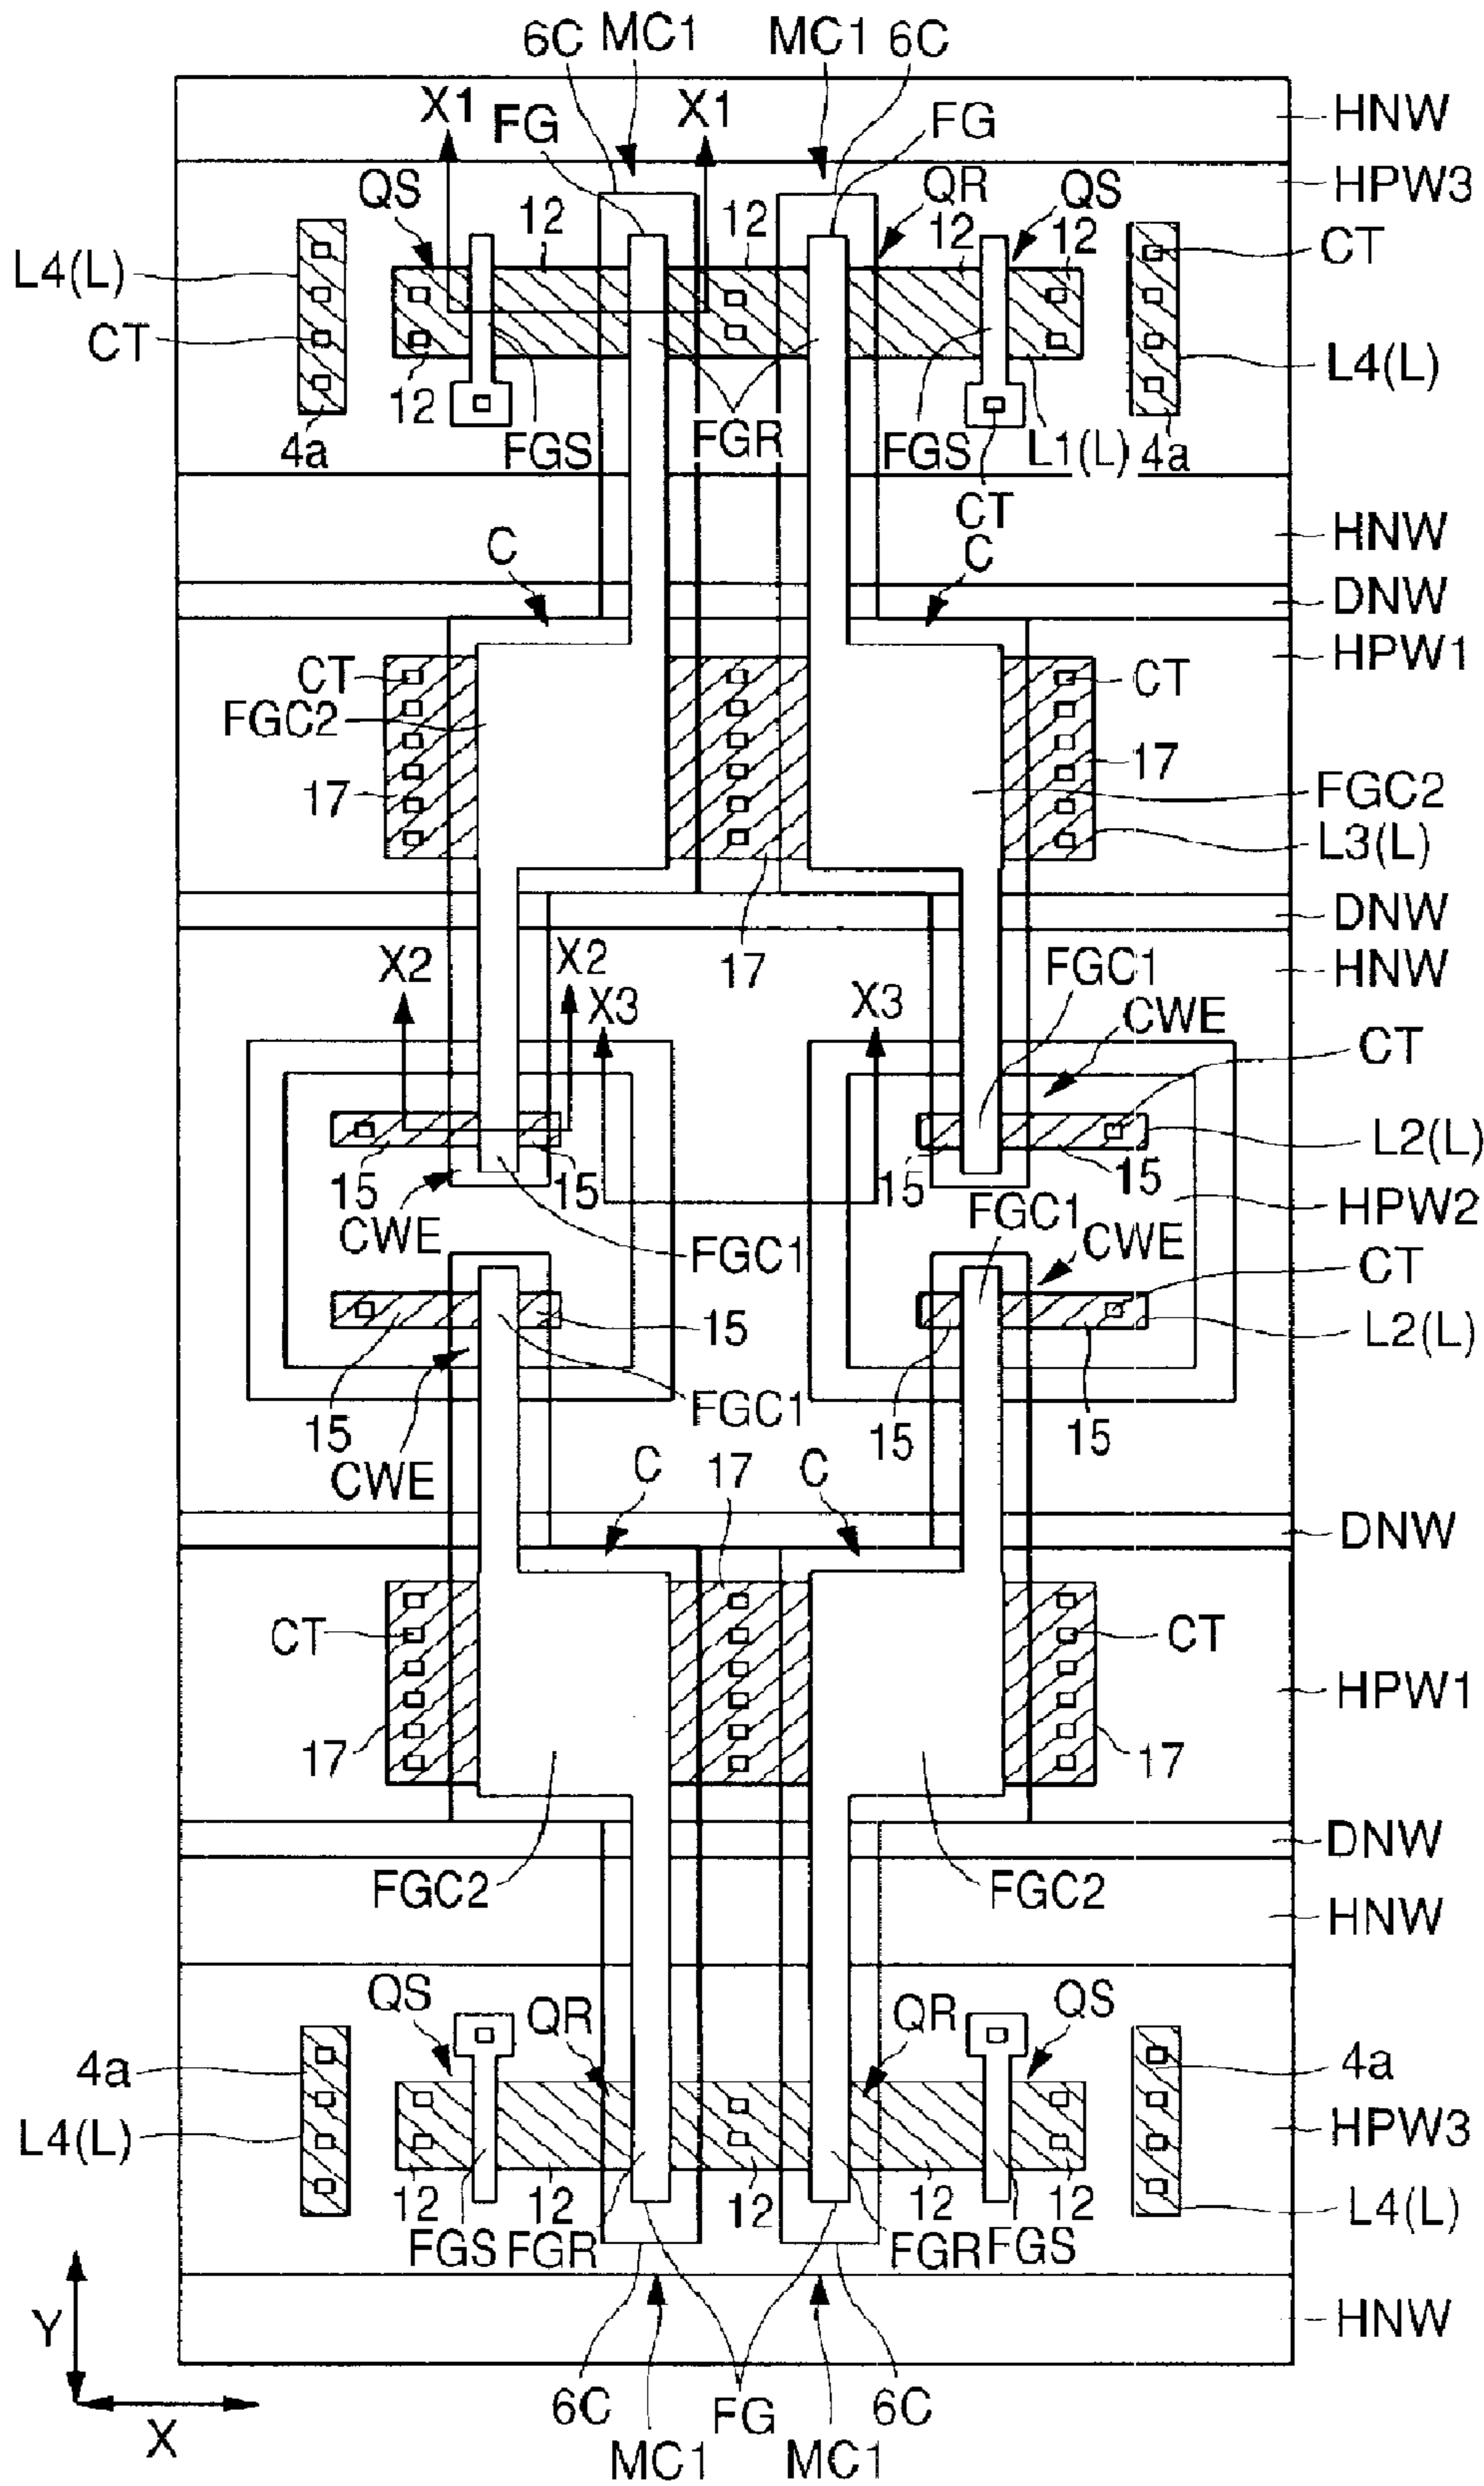 6C MC1 MC1 6C
X1 FG X1 FG HNW
QS 12 12 QR 12 QS 12 HPW3
L4(L) CT
CT 12 L4(L)
4a FGS FGR FGS L1(L) 4a
CT
C C HNW
DNW
CT CT HPW1
FGC2
17 17 FGC2
L3(L)
DNW
X2 X2 17 FGC1 HNW
X3 X3 CWE CT
L2(L)
15 15 15 15
CWE FGC1 HPW2
FGC1 CWE CT
15 L2(L)
15 FGC1 15 15
CWE C 17 C
DNW
CT CT
HPW1
17 17
DNW
FGC2 FGC2 HNW
QS QR QR QS
4a 4a
L4(L) HPW3
12 12 12 12 12 L4(L)
FGS FGR FGR FGS
Y HNW
X 6C FG 6C
MC1 MC1